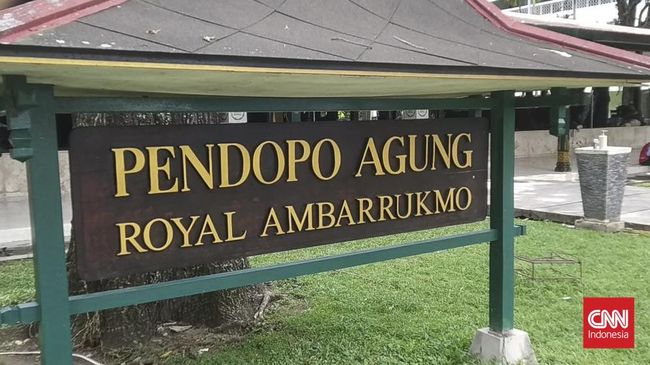 PENDOPO AGUNG
ROYAL AMBARRUKMO
CNN
Indonesia